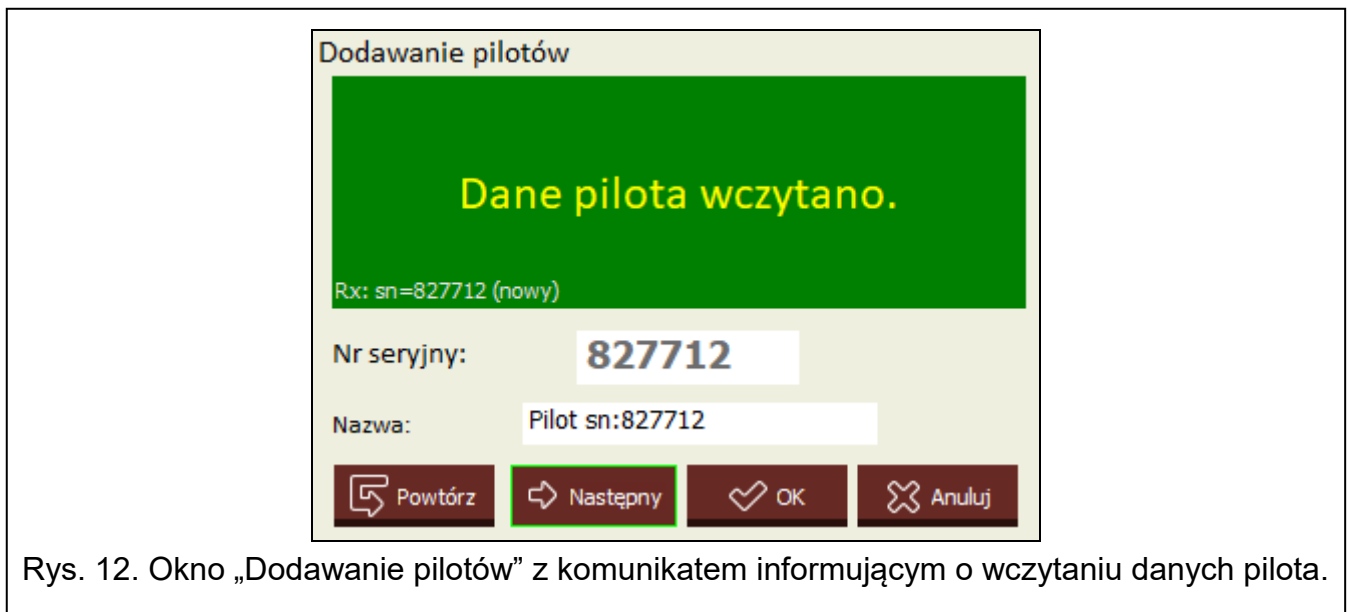 Dodawanie pilotów
Dane pilota wczytano.
Rx: sn=827712 (nowy)
Nr seryjny: 827712
Nazwa: Pilot sn:827712
Powtórz Następny OK Anuluj
Rys. 12. Okno „Dodawanie pilotów” z komunikatem informującym o wczytaniu danych pilota.